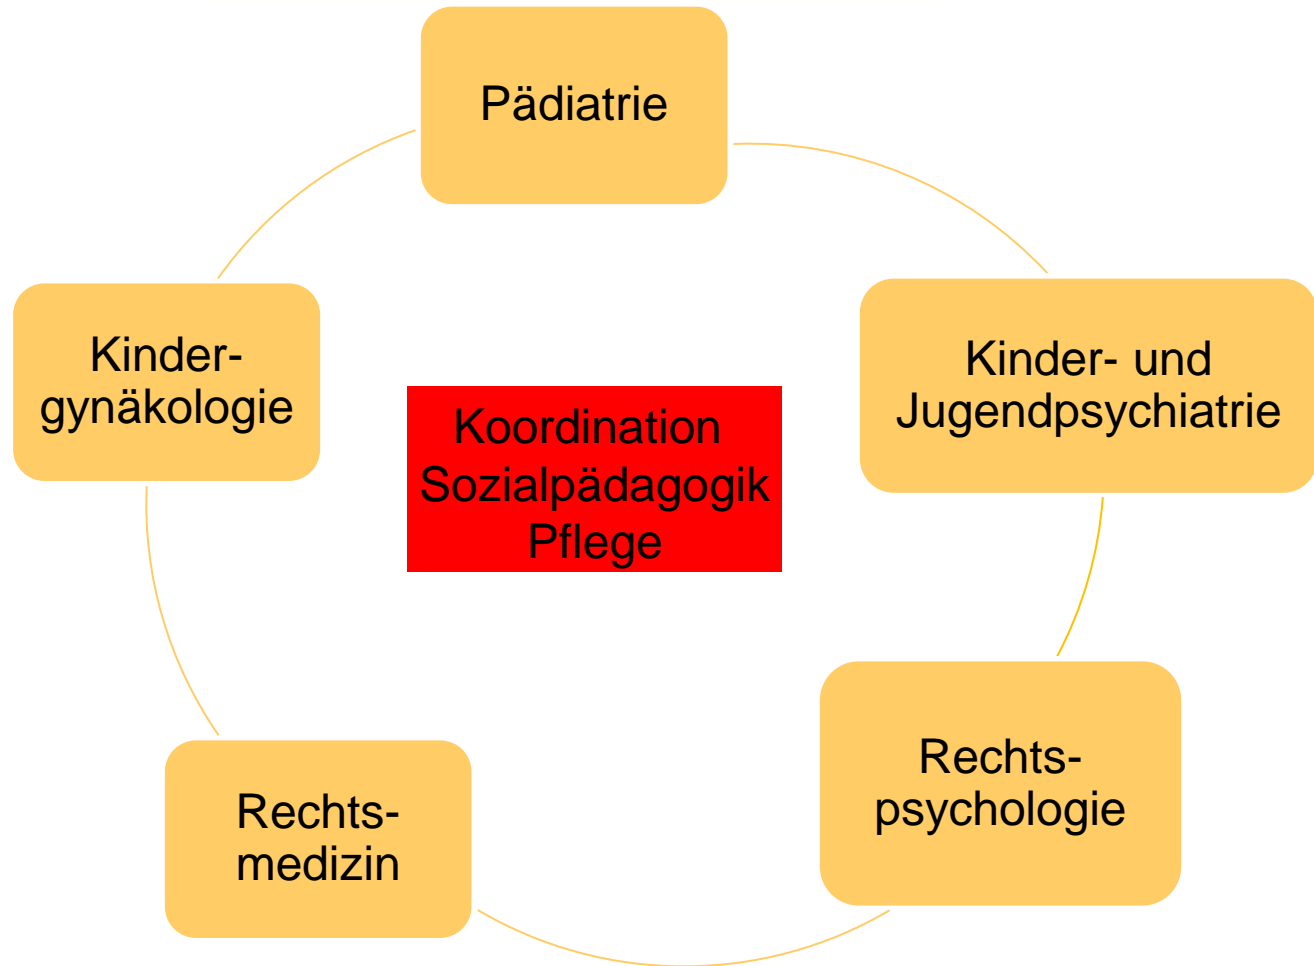 Pädiatrie
Kinder- und
Jugendpsychiatrie
Rechts-
psychologie
Rechts-
medizin
Kinder-
gynäkologie
Koordination
Sozialpädagogik
Pflege